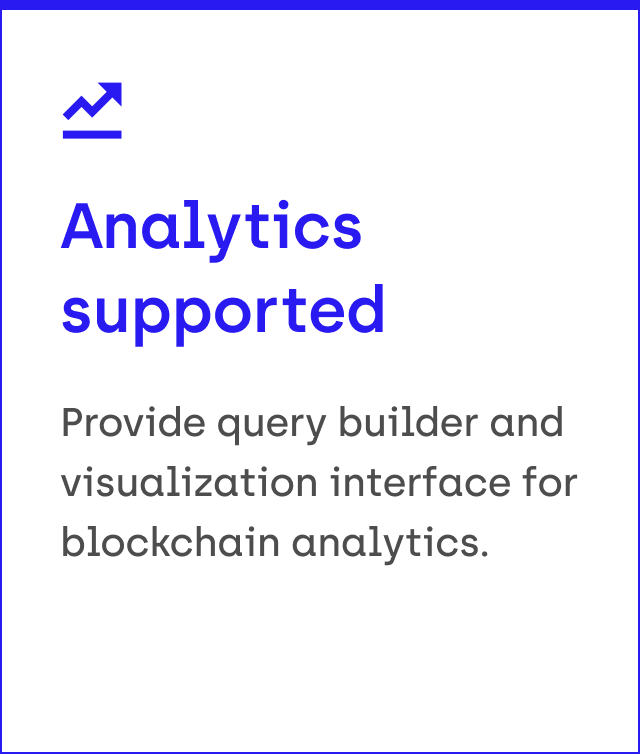 Analytics
supported
Provide query builder and
visualization interface for
blockchain analytics.